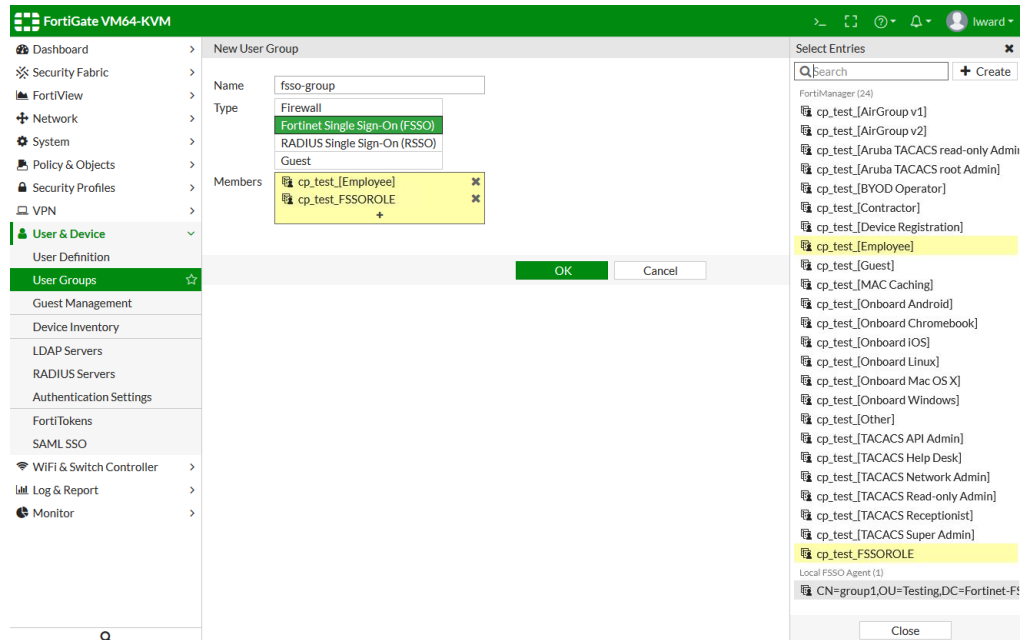 FortiGate VM64-KVM
>_
lward
Dashboard
Security Fabric
FortiView
Network
System
Policy & Objects
Security Profiles
VPN
User & Device
User Definition
User Groups
Guest Management
Device Inventory
LDAP Servers
RADIUS Servers
Authentication Settings
FortiTokens
SAML SSO
WiFi & Switch Controller
Log & Report
Monitor
New User Group
Name
fsso-group
Type
Firewall
Fortinet Single Sign-On (FSSO)
RADIUS Single Sign-On (RSSO)
Guest
Members
cp_test_[Employee]
cp_test_FSSOROLE
+
OK
Cancel
Select Entries
Search
+ Create
FortiManager (24)
cp_test_[AirGroup v1]
cp_test_[AirGroup v2]
cp_test_[Aruba TACACS read-only Admin
cp_test_[Aruba TACACS root Admin]
cp_test_[BYOD Operator]
cp_test_[Contractor]
cp_test_[Device Registration]
cp_test_[Employee]
cp_test_[Guest]
cp_test_[MAC Caching]
cp_test_[Onboard Android]
cp_test_[Onboard Chromebook]
cp_test_[Onboard iOS]
cp_test_[Onboard Linux]
cp_test_[Onboard Mac OS X]
cp_test_[Onboard Windows]
cp_test_[Other]
cp_test_[TACACS API Admin]
cp_test_[TACACS Help Desk]
cp_test_[TACACS Network Admin]
cp_test_[TACACS Read-only Admin]
cp_test_[TACACS Receptionist]
cp_test_[TACACS Super Admin]
cp_test_FSSOROLE
Local FSSO Agent (1)
CN=group1,OU=Testing,DC=Fortinet-FS
Close